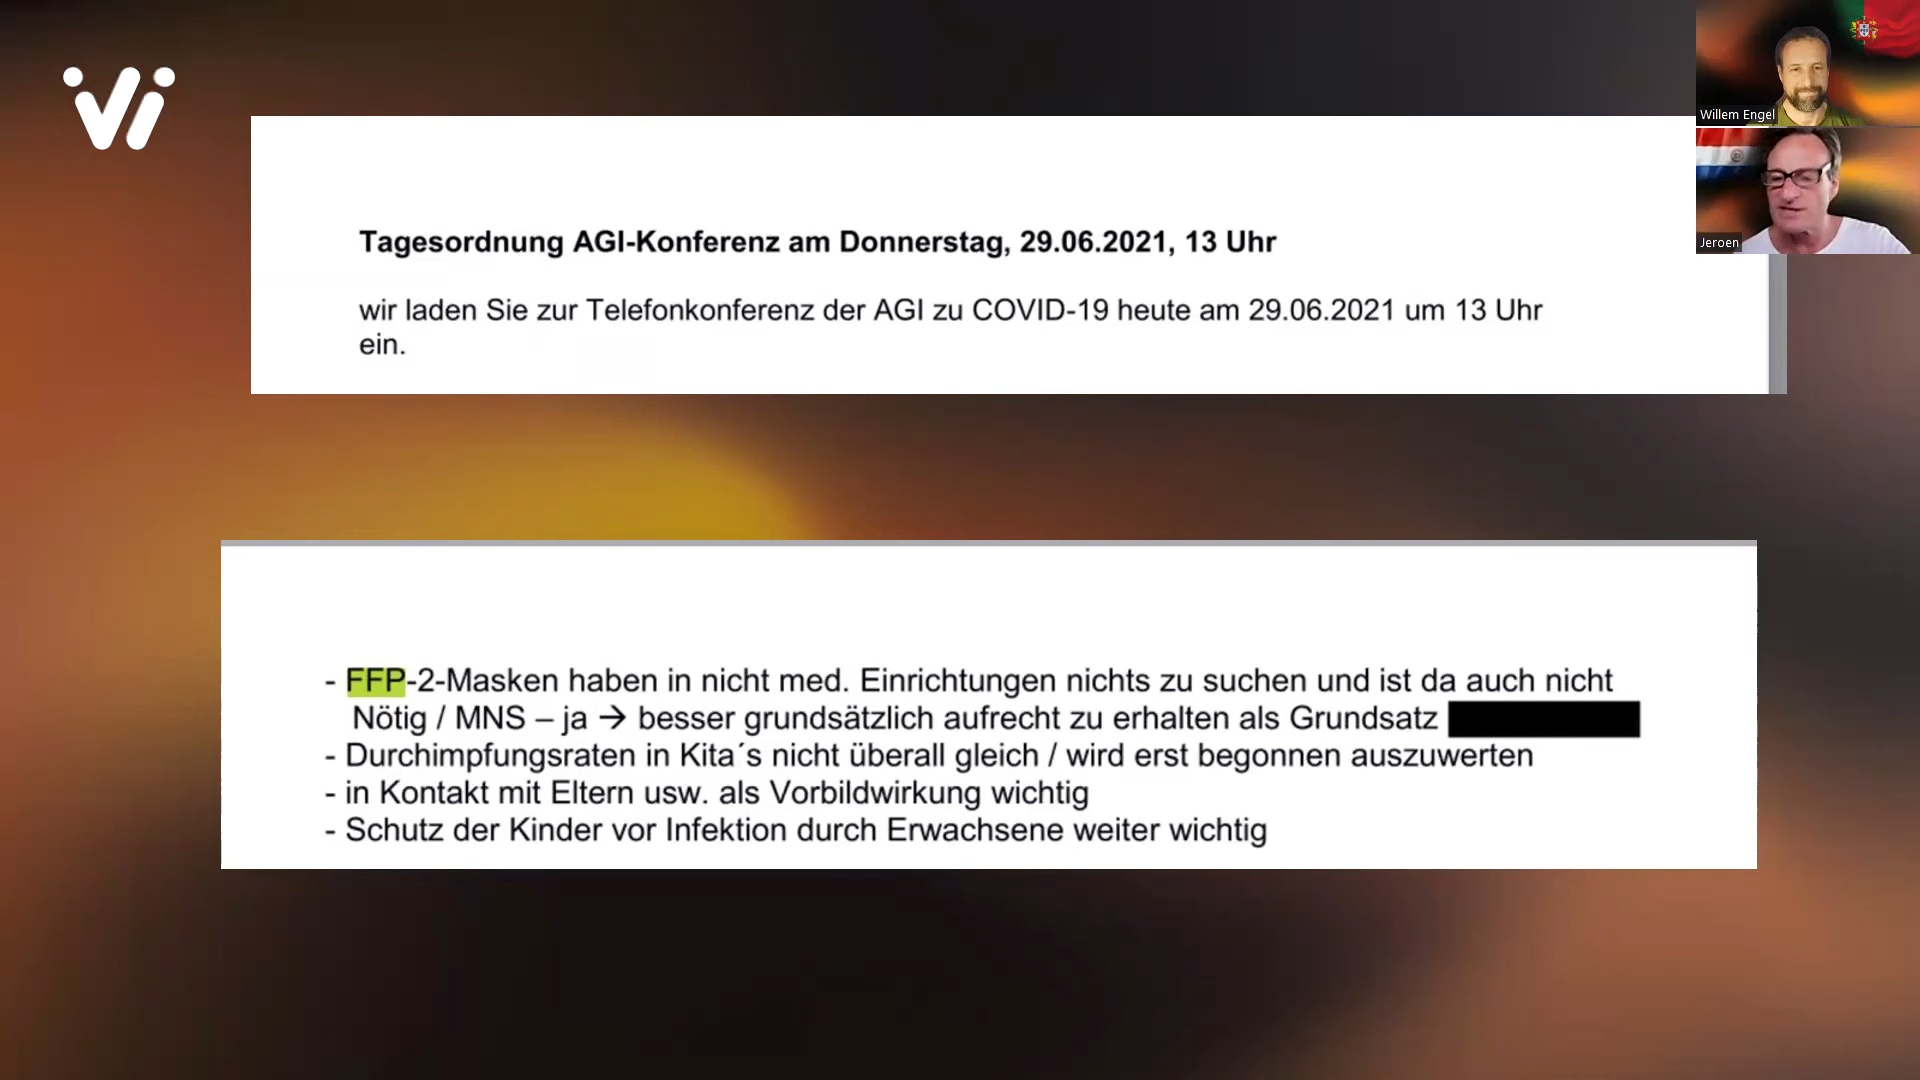 Vi
Willem Engel
Jeroen
Tagesordnung AGI-Konferenz am Donnerstag, 29.06.2021, 13 Uhr
wir laden Sie zur Telefonkonferenz der AGI zu COVID-19 heute am 29.06.2021 um 13 Uhr
ein.
- FFP-2-Masken haben in nicht med. Einrichtungen nichts zu suchen und ist da auch nicht
Nötig / MNS – ja → besser grundsätzlich aufrecht zu erhalten als Grundsatz
- Durchimpfungsraten in Kita´s nicht überall gleich / wird erst begonnen auszuwerten
- in Kontakt mit Eltern usw. als Vorbildwirkung wichtig
- Schutz der Kinder vor Infektion durch Erwachsene weiter wichtig